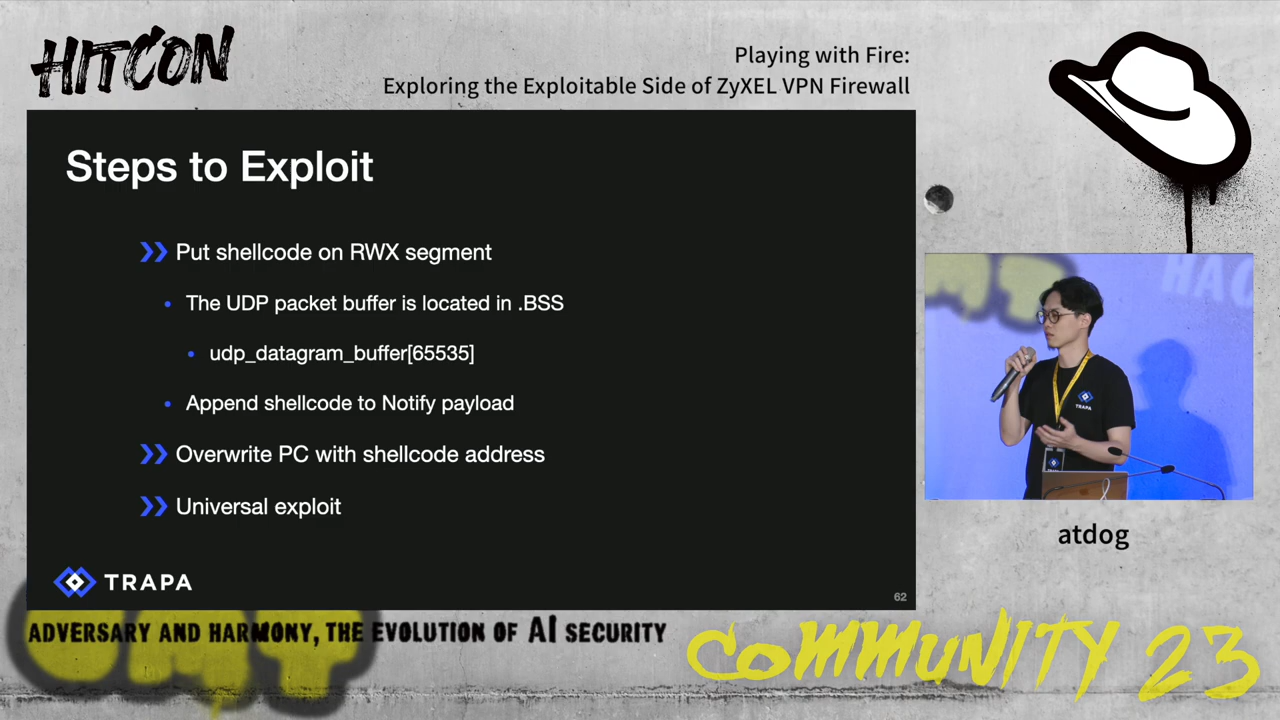 HITCON
Playing with Fire:
Exploring the Exploitable Side of ZyXEL VPN Firewall
Steps to Exploit
Put shellcode on RWX segment
The UDP packet buffer is located in .BSS
udp_datagram_buffer[65535]
Append shellcode to Notify payload
Overwrite PC with shellcode address
Universal exploit
TRAPA
62
HAC
TRAPA
atdog
ADVERSARY AND HARMONY, THE EVOLUTION OF AI SECURITY
COMMUNITY 23